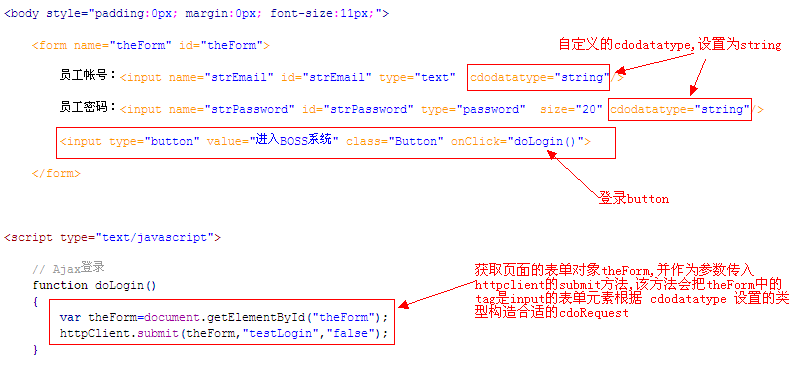 <body style="padding:0px; margin:0px; font-size:11px;">
<form name="theForm" id="theForm">
自定义的cdodatatype,设置为string
员工帐号：<input name="strEmail" id="strEmail" type="text"  cdodatatype="string"/>
员工密码：<input name="strPassword" id="strPassword" type="password"  size="20" cdodatatype="string"/>
<input type="button" value="进入BOSS系统" class="Button" onClick="doLogin()">
</form>
登录button
<script type="text/javascript">
// Ajax登录
function doLogin()
{
var theForm=document.getElementById("theForm");
httpClient.submit(theForm,"testLogin","false");
}
获取页面的表单对象theForm,并作为参数传入
httpclient的submit方法,该方法会把theForm中的
tag是input的表单元素根据 cdodatatype 设置的类
型构造合适的cdoRequest